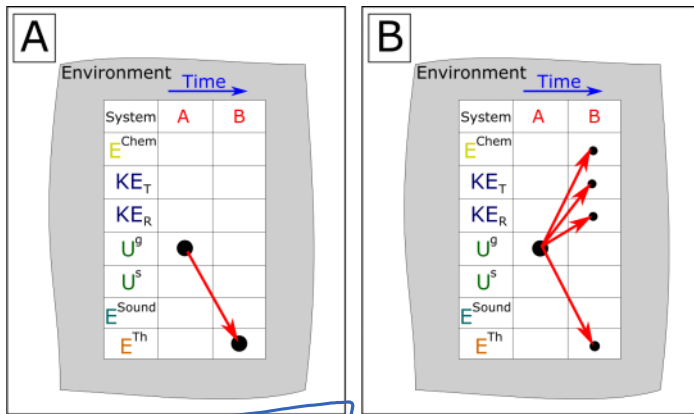 A
Environment
Time
System A B
E^Chem
KE_T
KE_R
U^g
U^s
E^Sound
E^Th
B
Environment
Time
System A B
E^Chem
KE_T
KE_R
U^g
U^s
E^Sound
E^Th